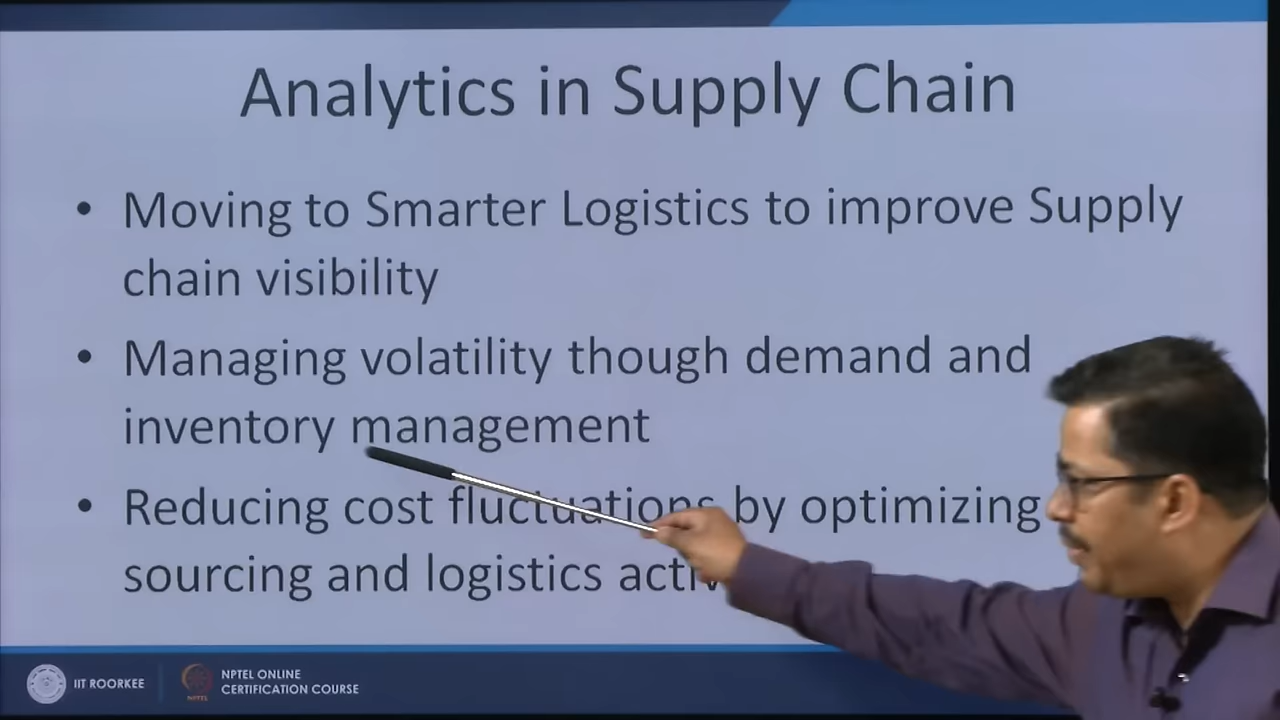 Analytics in Supply Chain
• Moving to Smarter Logistics to improve Supply
chain visibility
• Managing volatility though demand and
inventory management
• Reducing cost fluctuations by optimizing
sourcing and logistics
IIT ROORKEE
NPTEL ONLINE
CERTIFICATION COURSE
NPTEL